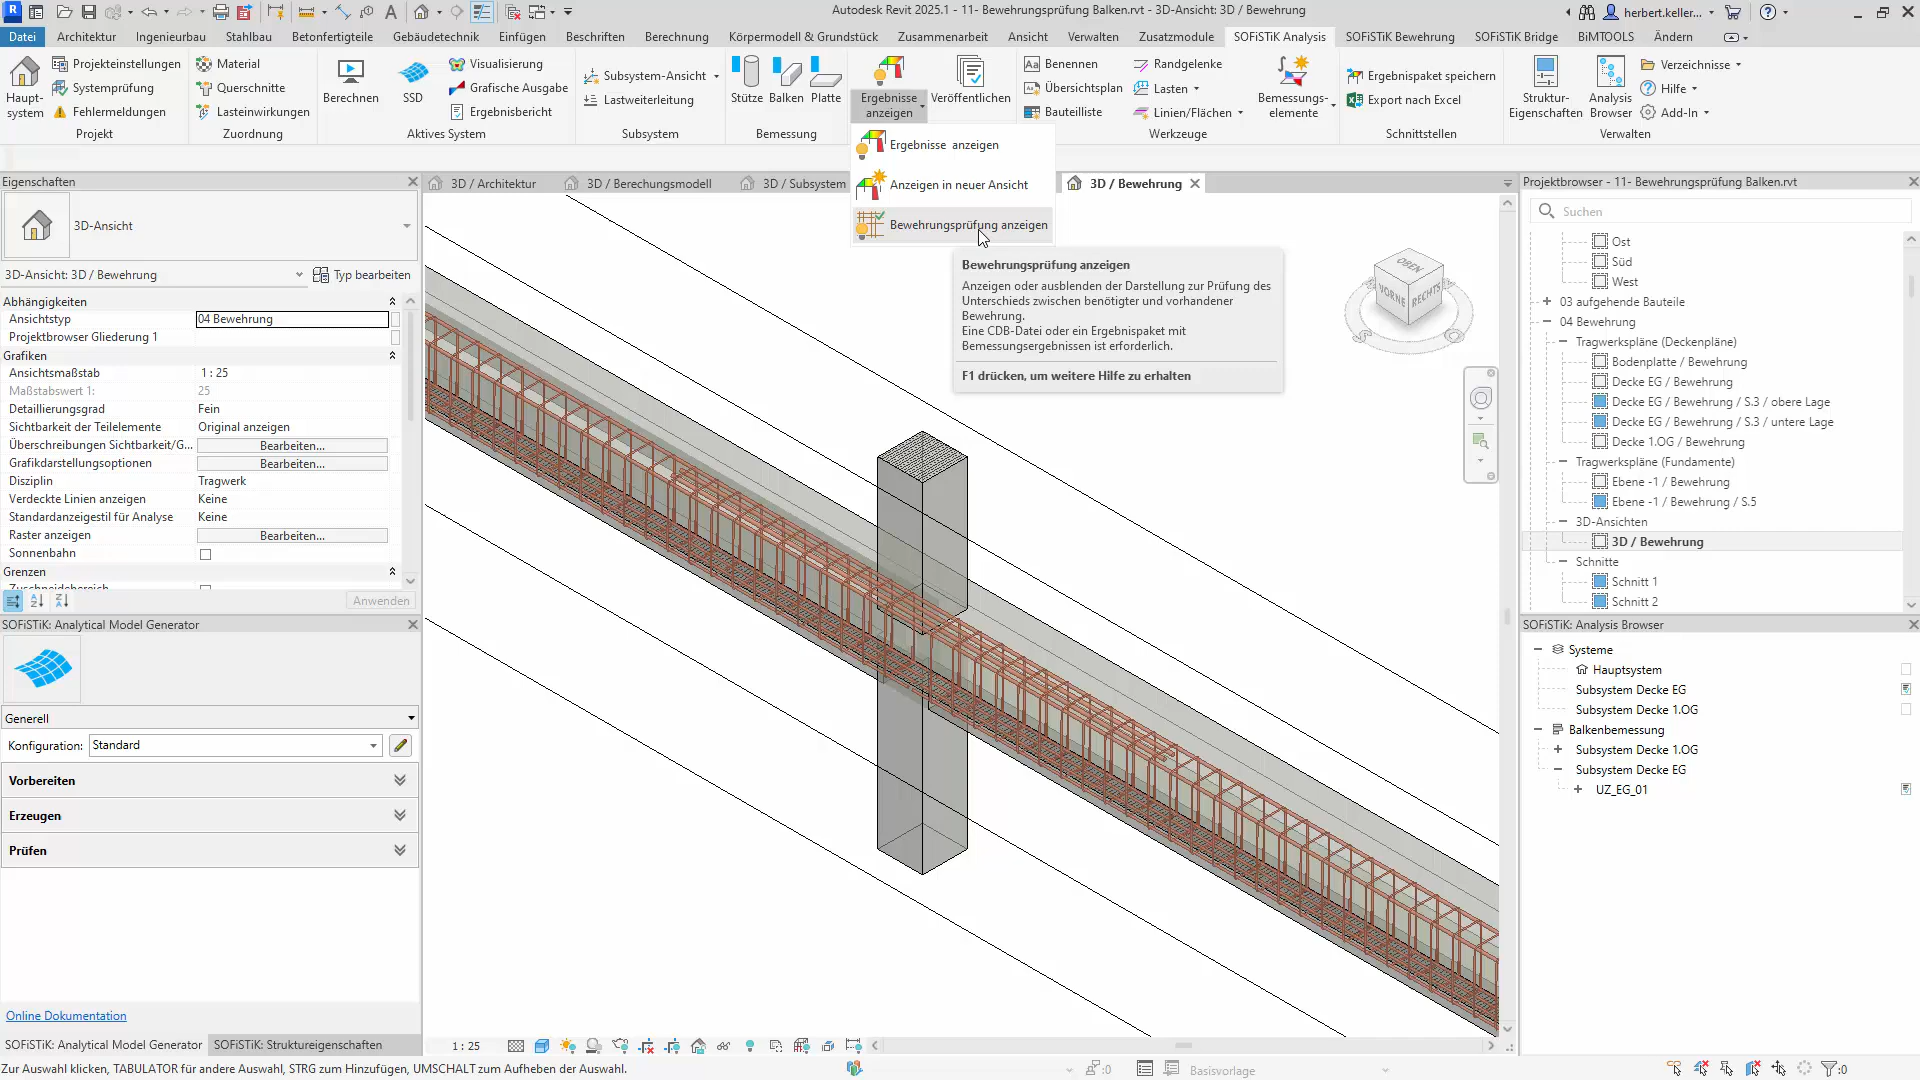 Autodesk Revit 2025.1 - 11- Bewehrungsprüfung Balken.rvt - 3D-Ansicht: 3D / Bewehrung
herbert.keller...
Datei Architektur Ingenieurbau Stahlbau Betonfertigteile Gebäudetechnik Einfügen Beschriften Berechnung Körpermodell & Grundstück Zusammenarbeit Ansicht Verwalten Zusatzmodule SOFiSTiK Analysis SOFiSTiK Bewehrung SOFiSTiK Bridge BiMTOOLS Ändern
Haupt-
system
Projekteinstellungen
Systemprüfung
Fehlermeldungen
Projekt
Material
Querschnitte
Lasteinwirkungen
Zuordnung
Berechnen
SSD
Visualisierung
Grafische Ausgabe
Ergebnisbericht
Aktives System
Subsystem-Ansicht
Lastweiterleitung
Subsystem
Stütze Balken Platte
Bemessung
Ergebnisse
anzeigen
Veröffentlichen
Benennen
Übersichtsplan
Bauteilliste
Randgelenke
Lasten
Linien/Flächen
Bemessungs-
elemente
Werkzeuge
Ergebnispaket speichern
Export nach Excel
Schnittstellen
Struktur-
Eigenschaften
Analysis
Browser
Verzeichnisse
Hilfe
Add-In
Verwalten
Ergebnisse anzeigen
Anzeigen in neuer Ansicht
Bewehrungsprüfung anzeigen
Bewehrungsprüfung anzeigen
Anzeigen oder ausblenden der Darstellung zur Prüfung des
Unterschieds zwischen benötigter und vorhandener
Bewehrung.
Eine CDB-Datei oder ein Ergebnispaket mit
Bemessungsergebnissen ist erforderlich.
F1 drücken, um weitere Hilfe zu erhalten
3D / Architektur 3D / Berechungsmodell 3D / Subsystem 3D / Bewehrung
Eigenschaften
3D-Ansicht
3D-Ansicht: 3D / Bewehrung Typ bearbeiten
Abhängigkeiten
Ansichtstyp 04 Bewehrung
Projektbrowser Gliederung 1
Grafiken
Ansichtsmaßstab 1 : 25
Maßstabswert 1: 25
Detaillierungsgrad Fein
Sichtbarkeit der Teilelemente Original anzeigen
Überschreibungen Sichtbarkeit/G... Bearbeiten...
Grafikdarstellungsoptionen Bearbeiten...
Disziplin Tragwerk
Verdeckte Linien anzeigen Keine
Standardanzeigestil für Analyse Keine
Raster anzeigen Bearbeiten...
Sonnenbahn
Grenzen
Zuschneidebereich
Anwenden
SOFiSTiK: Analytical Model Generator
Generell
Konfiguration: Standard
Vorbereiten
Erzeugen
Prüfen
Online Dokumentation
SOFiSTiK: Analytical Model Generator SOFiSTiK: Struktureigenschaften
OBEN
VORNE
RECHTS
1 : 25
Zur Auswahl klicken, TABULATOR für andere Auswahl, STRG zum Hinzufügen, UMSCHALT zum Aufheben der Auswahl.
:0
Basisvorlage
:0
Projektbrowser - 11- Bewehrungsprüfung Balken.rvt
Suchen
Ost
Süd
West
03 aufgehende Bauteile
04 Bewehrung
Tragwerkspläne (Deckenpläne)
Bodenplatte / Bewehrung
Decke EG / Bewehrung
Decke EG / Bewehrung / S.3 / obere Lage
Decke EG / Bewehrung / S.3 / untere Lage
Decke 1.OG / Bewehrung
Tragwerkspläne (Fundamente)
Ebene -1 / Bewehrung
Ebene -1 / Bewehrung / S.5
3D-Ansichten
3D / Bewehrung
Schnitte
Schnitt 1
Schnitt 2
SOFiSTiK: Analysis Browser
Systeme
Hauptsystem
Subsystem Decke EG
Subsystem Decke 1.OG
Balkenbemessung
Subsystem Decke 1.OG
Subsystem Decke EG
UZ_EG_01